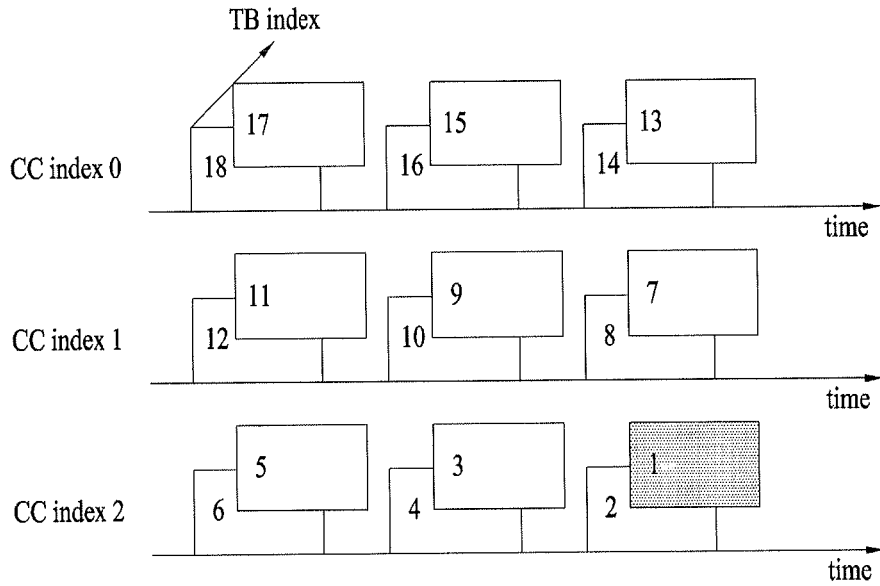 TB index
17 15 13
CC index 0 18 16 14
time
11 9 7
CC index 1 12 10 8
time
5 3 1
CC index 2 6 4 2
time